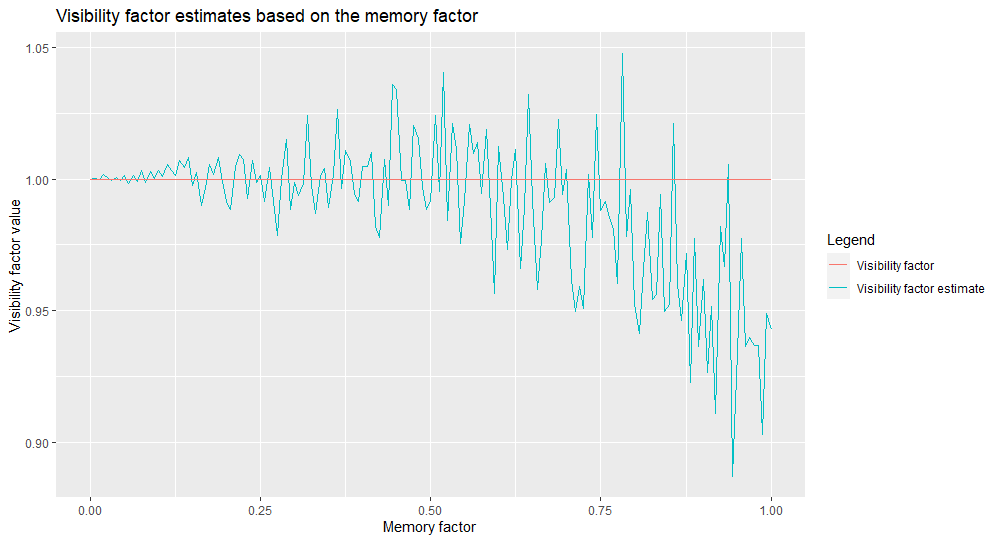 Visibility factor estimates based on the memory factor
Visibility factor value
1.05
1.00
0.95
0.90
0.00
0.25
0.50
0.75
1.00
Memory factor
Legend
Visibility factor
Visibility factor estimate